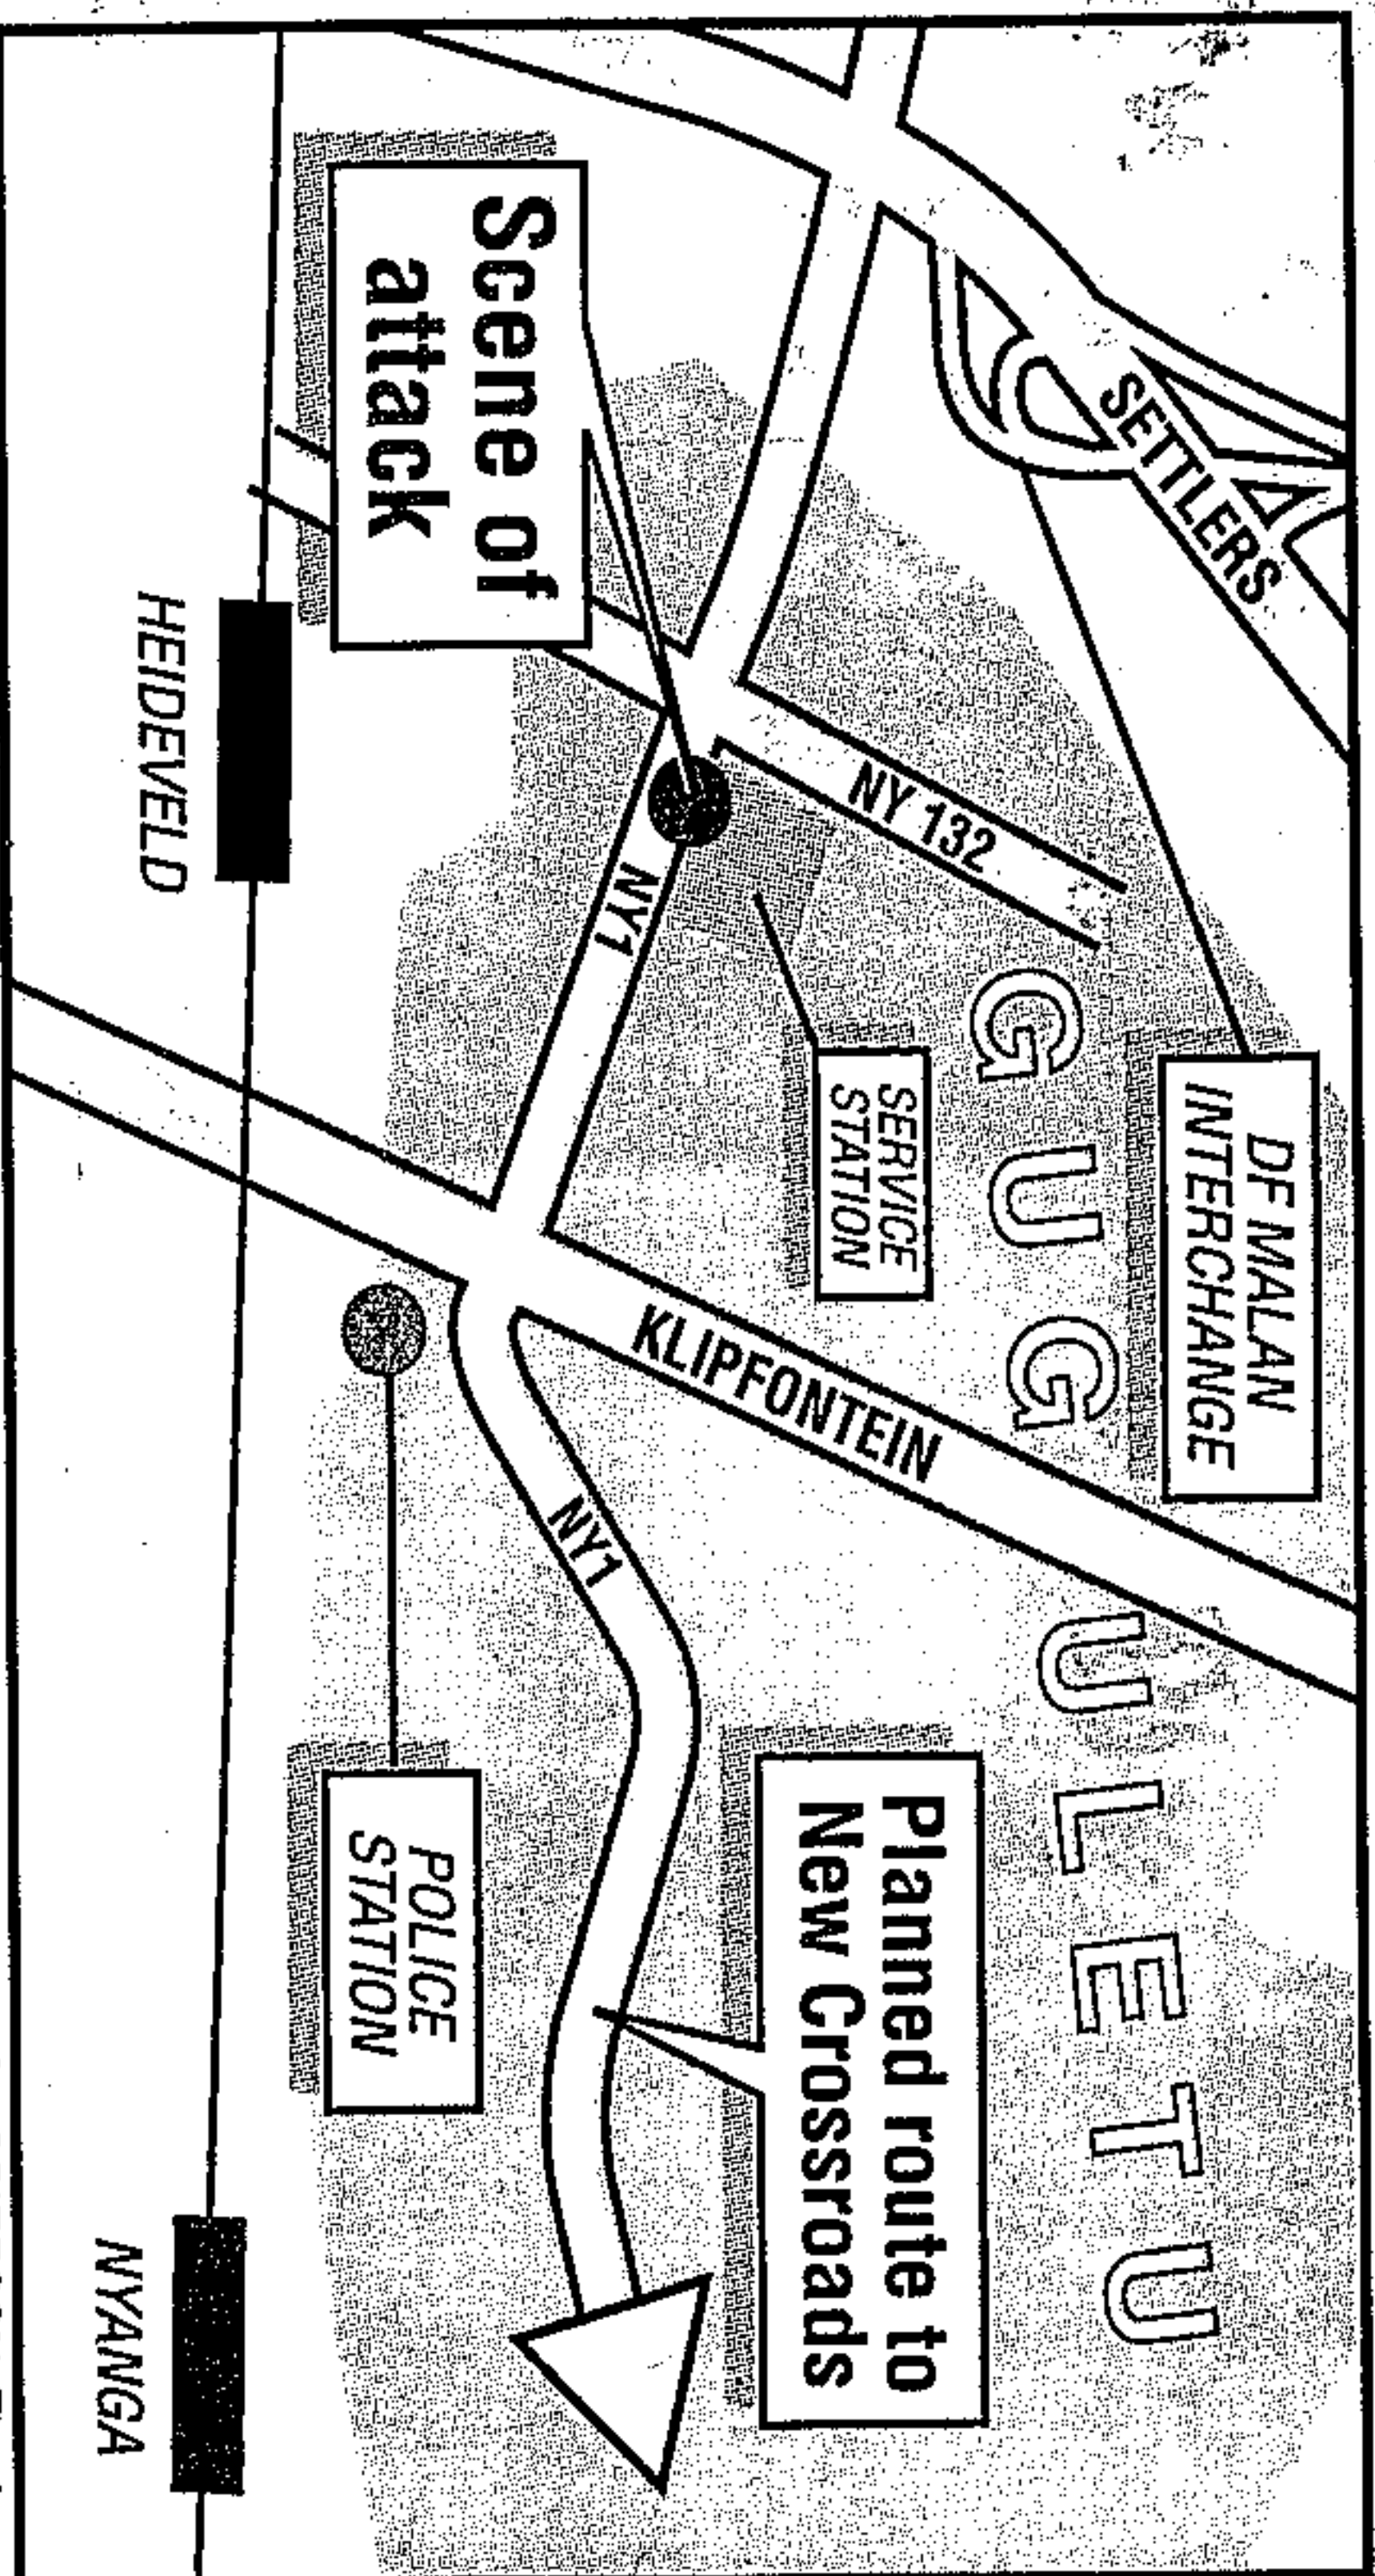 SETTLERS
DF MALAN
INTERCHANGE
Scene of
attack
NY 132
GUGULETU
SERVICE
STATION
NY1
KLIPFONTEIN
Planned route to
New Crossroads
NY1
HEIDEVELD
POLICE
STATION
NYANGA